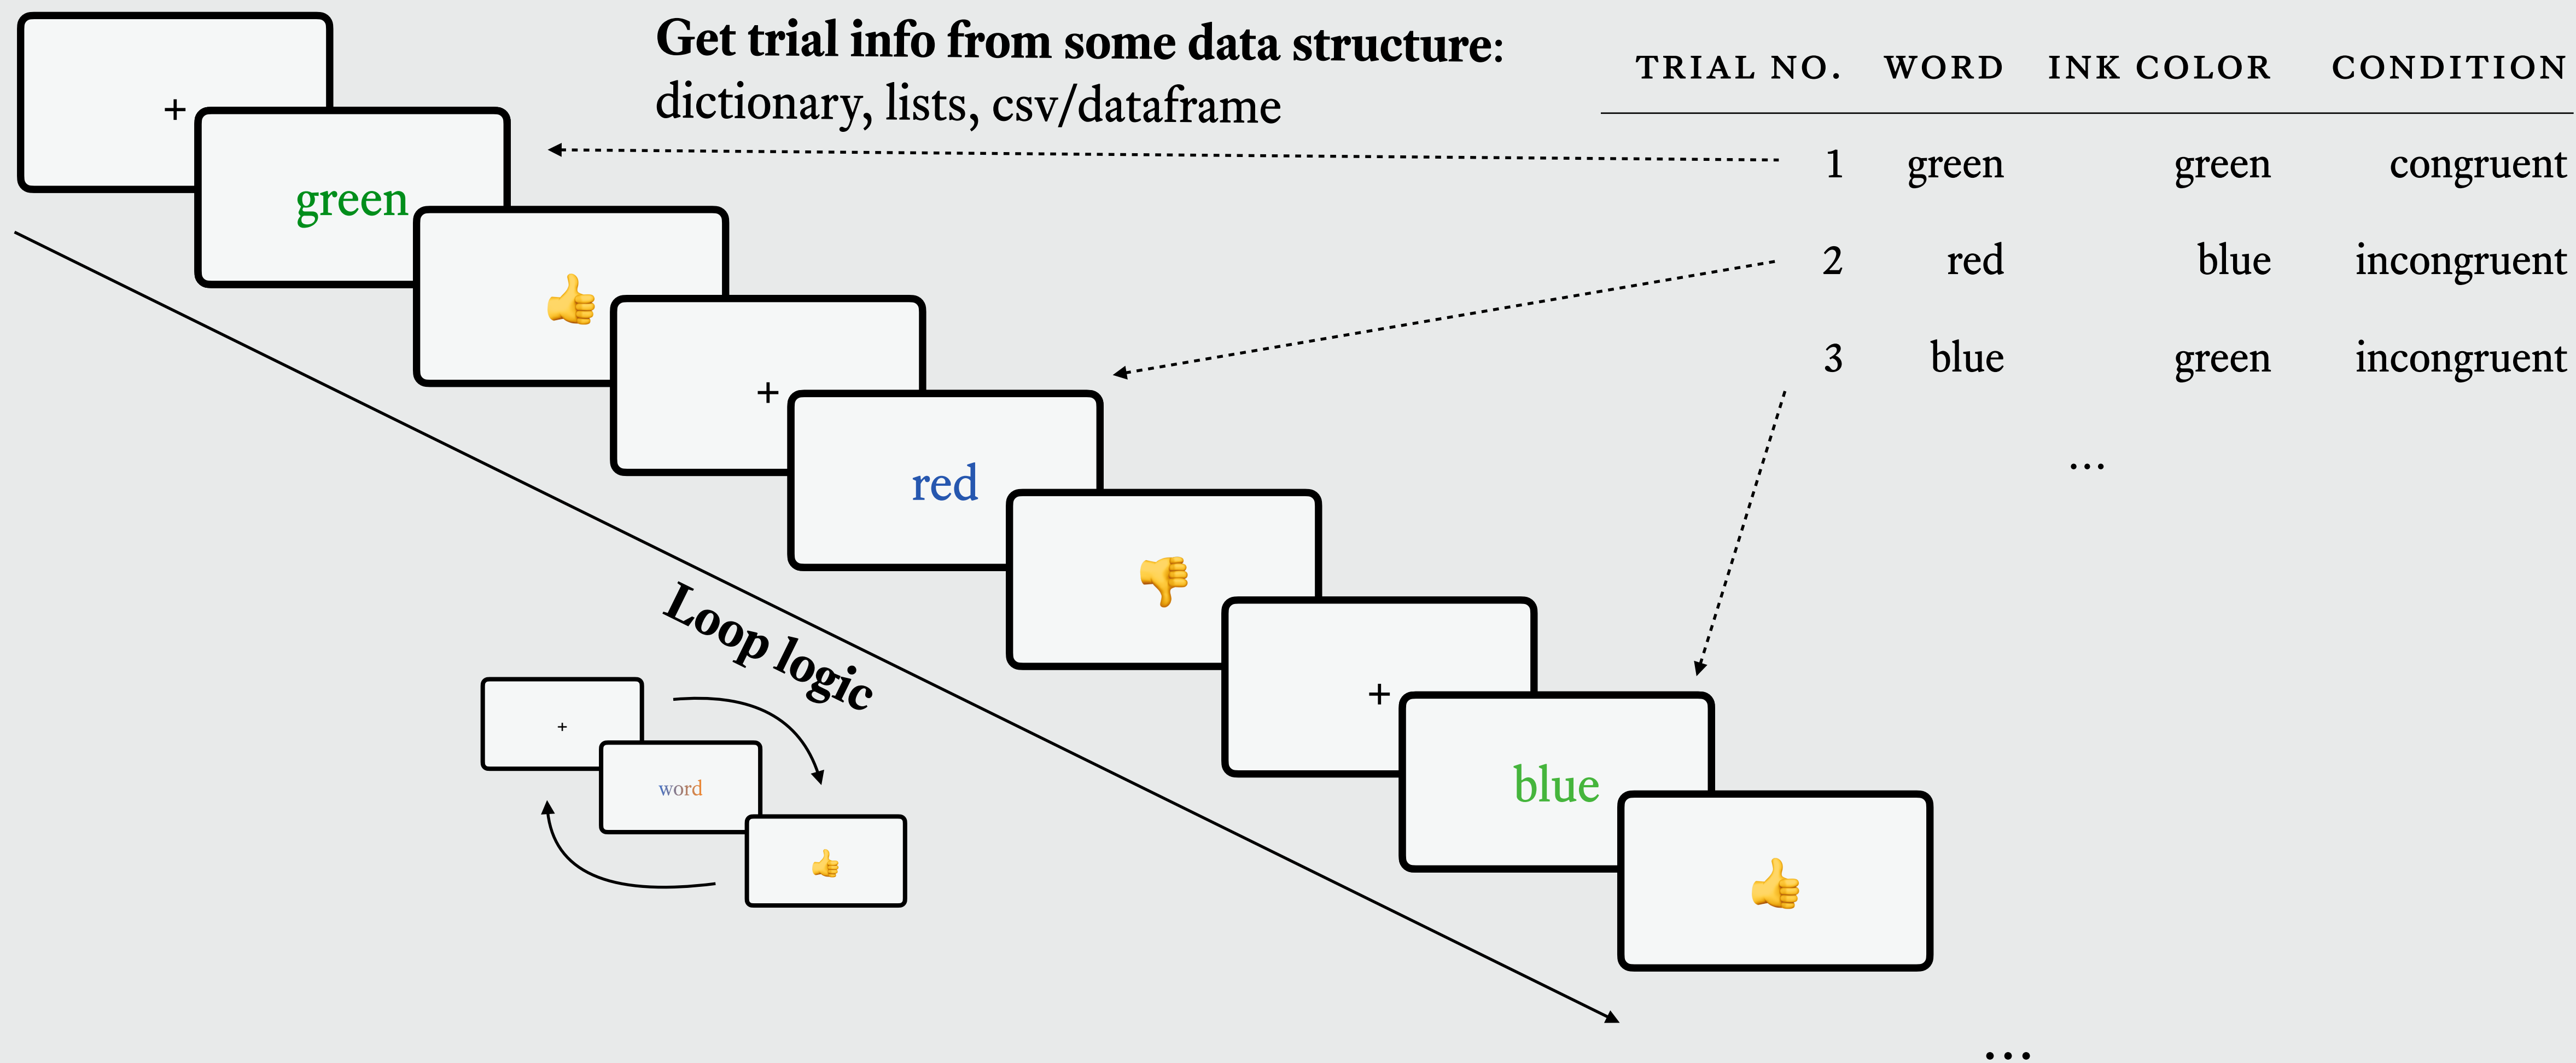 Get trial info from some data structure:
dictionary, lists, csv/dataframe
TRIAL NO. WORD INK COLOR CONDITION
1 green green congruent
2 red blue incongruent
3 blue green incongruent
...
+
green
+
red
+
blue
Loop logic
+
word
...